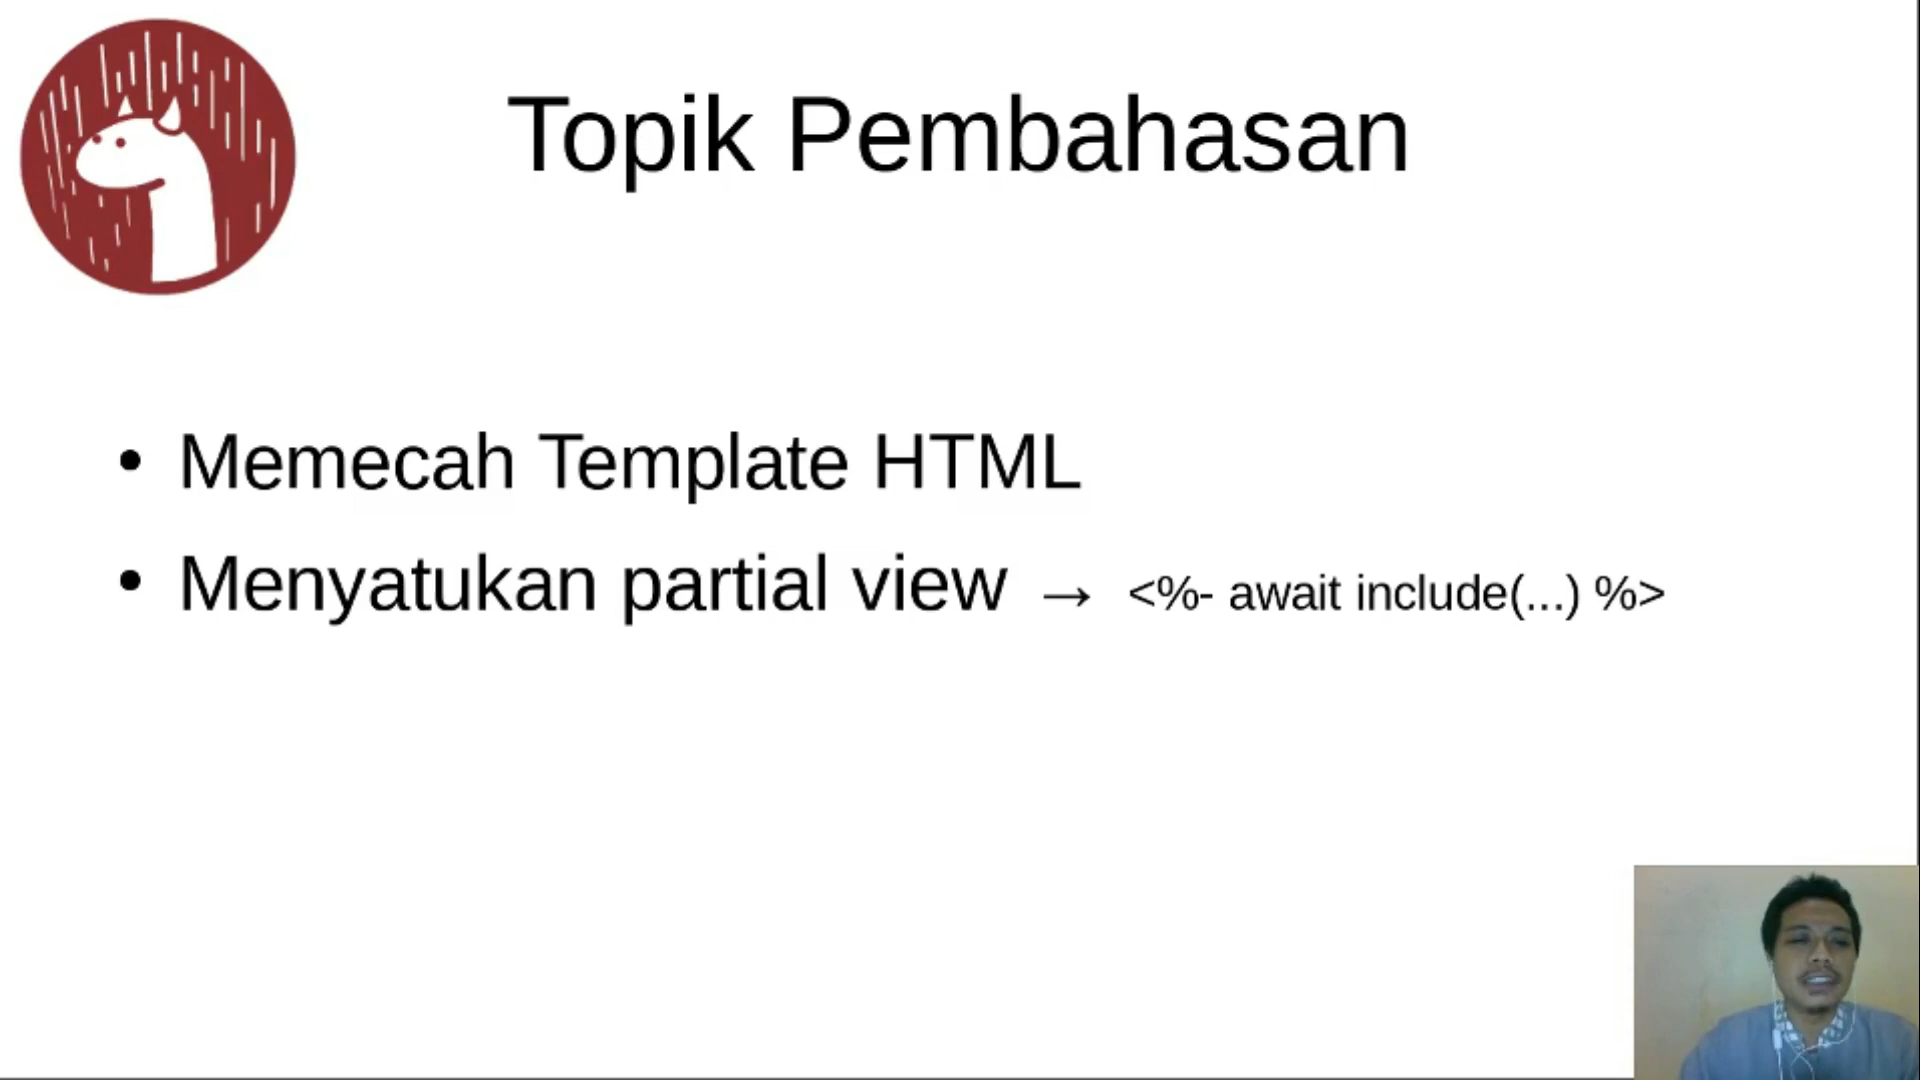 Topik Pembahasan
• Memecah Template HTML
• Menyatukan partial view → <%- await include(...) %>